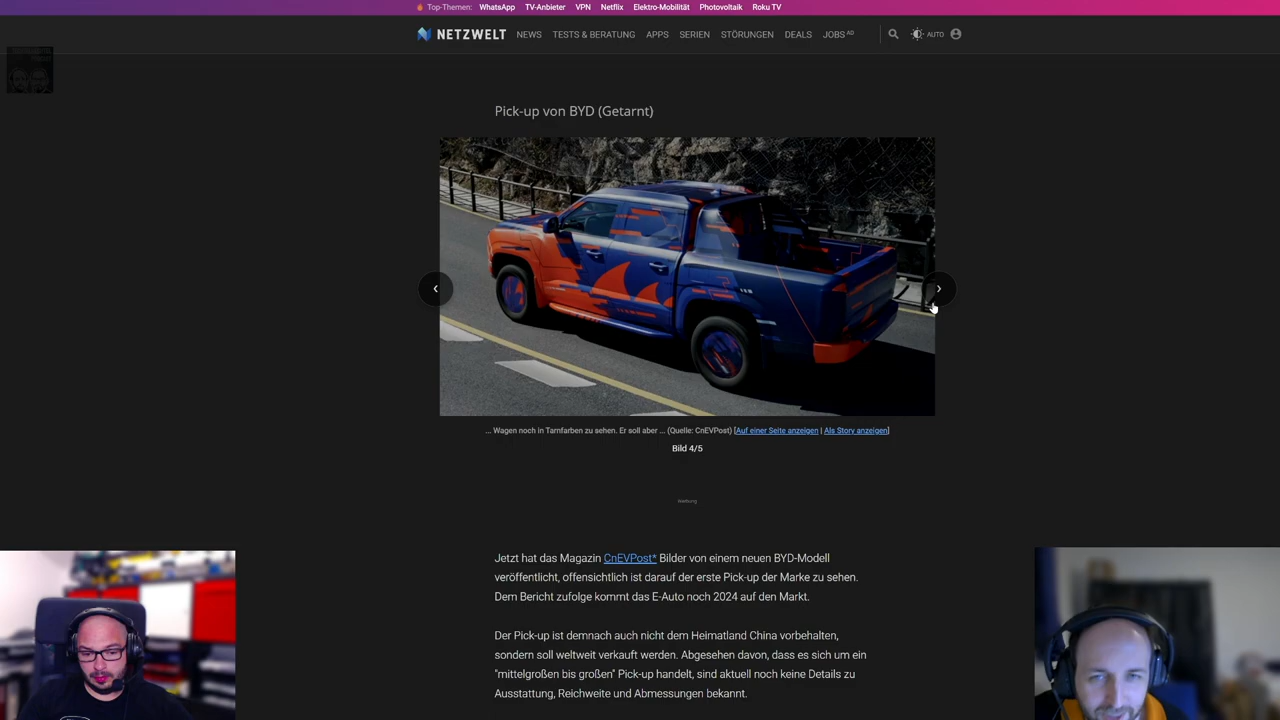 Top-Themen: WhatsApp TV-Anbieter VPN Netflix Elektro-Mobilität Photovoltaik Roku TV
NETZWELT NEWS TESTS & BERATUNG APPS SERIEN STÖRUNGEN DEALS JOBS AD AUTO
Pick-up von BYD (Getarnt)
... Wagen noch in Tarnfarben zu sehen. Er soll aber ... (Quelle: CnEVPost) [Auf einer Seite anzeigen | Als Story anzeigen]
Bild 4/5
Werbung
Jetzt hat das Magazin CnEVPost* Bilder von einem neuen BYD-Modell
veröffentlicht, offensichtlich ist darauf der erste Pick-up der Marke zu sehen.
Dem Bericht zufolge kommt das E-Auto noch 2024 auf den Markt.
Der Pick-up ist demnach auch nicht dem Heimatland China vorbehalten,
sondern soll weltweit verkauft werden. Abgesehen davon, dass es sich um ein
"mittelgroßen bis großen" Pick-up handelt, sind aktuell noch keine Details zu
Ausstattung, Reichweite und Abmessungen bekannt.